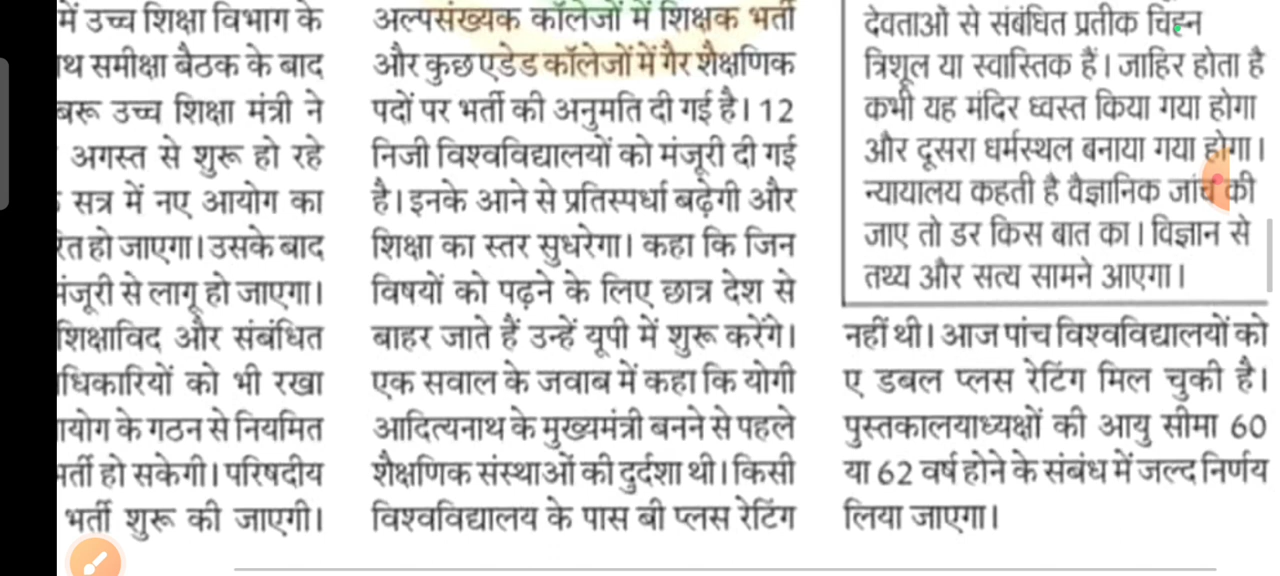 में उच्च शिक्षा विभाग के
समीक्षा बैठक के बाद
उच्च शिक्षा मंत्री ने
अगस्त से शुरू हो रहे
सत्र में नए आयोग का
हो जाएगा। उसके बाद
से लागू हो जाएगा।
शिक्षाविद और संबंधित
को भी रखा
के गठन से नियमित
हो सकेगी। परिषदीय
भर्ती शुरू की जाएगी।
अल्पसंख्यक कॉलेजों में शिक्षक भर्ती
और कुछ एडेड कॉलेजों में गैर शैक्षणिक
पदों पर भर्ती की अनुमति दी गई है। 12
निजी विश्वविद्यालयों को मंजूरी दी गई
है। इनके आने से प्रतिस्पर्धा बढ़ेगी और
शिक्षा का स्तर सुधरेगा। कहा कि जिन
विषयों को पढ़ने के लिए छात्र देश से
बाहर जाते हैं उन्हें यूपी में शुरू करेंगे।
एक सवाल के जवाब में कहा कि योगी
आदित्यनाथ के मुख्यमंत्री बनने से पहले
शैक्षणिक संस्थाओं की दुर्दशा थी। किसी
विश्वविद्यालय के पास बी प्लस रेटिंग
देवताओं से संबंधित प्रतीक चिह्न
त्रिशूल या स्वास्तिक हैं। जाहिर होता है
कभी यह मंदिर ध्वस्त किया गया होगा
और दूसरा धर्मस्थल बनाया गया होगा।
न्यायालय कहती है वैज्ञानिक जांच की
जाए तो डर किस बात का। विज्ञान से
तथ्य और सत्य सामने आएगा।
नहीं थी। आज पांच विश्वविद्यालयों को
ए डबल प्लस रेटिंग मिल चुकी है।
पुस्तकालयाध्यक्षों की आयु सीमा 60
या 62 वर्ष होने के संबंध में जल्द निर्णय
लिया जाएगा।